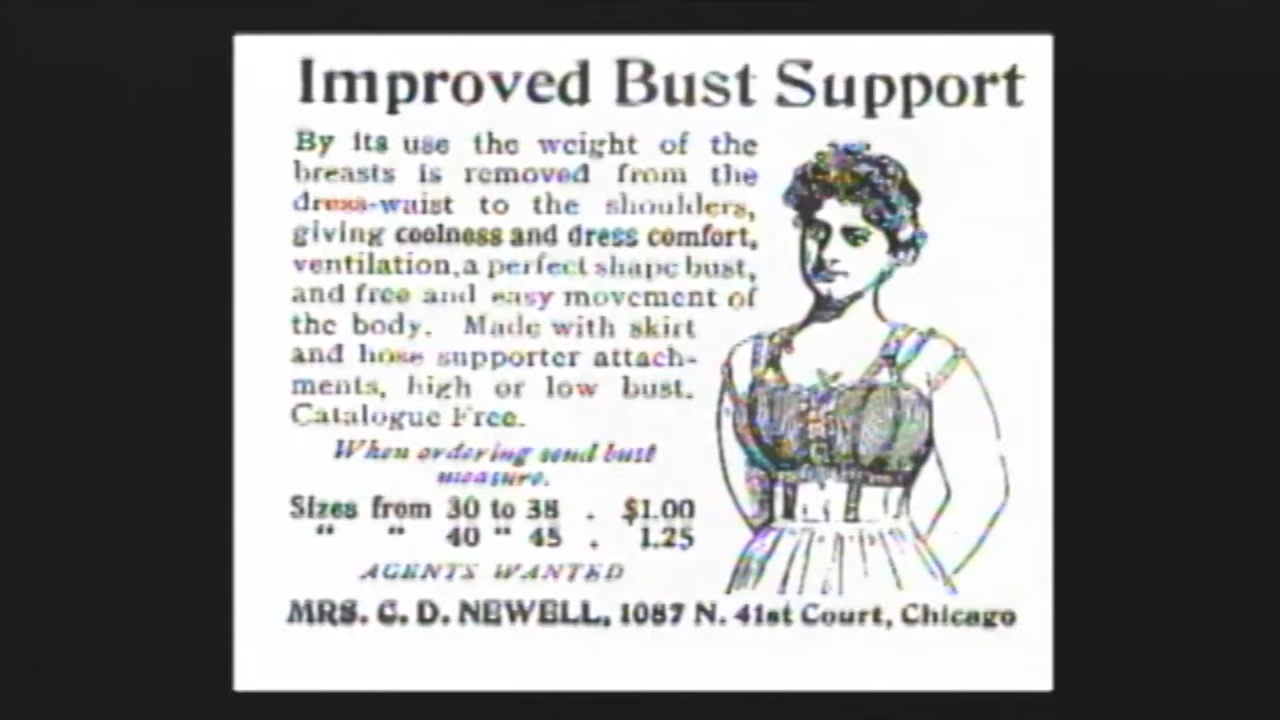 Improved Bust Support
By its use the weight of the
breasts is removed from the
dress-waist to the shoulders,
giving coolness and dress comfort,
ventilation, a perfect shape bust,
and free and easy movement of
the body. Made with skirt
and hose supporter attach-
ments, high or low bust.
Catalogue Free.
When ordering send bust
measure.
Sizes from 30 to 38 . $1.00
“ “ 40 “ 45 . 1.25
AGENTS WANTED
MRS. C. D. NEWELL, 1087 N. 41st Court, Chicago